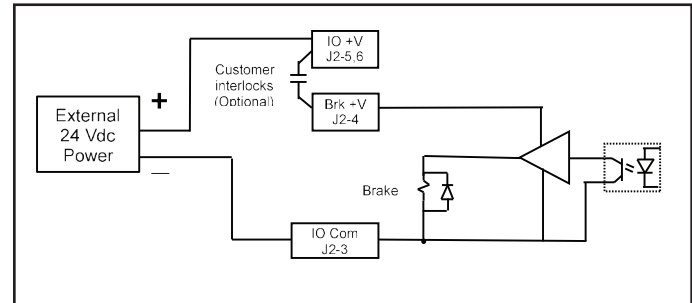 IO +V
J2-5,6
Customer
interlocks
(Optional)
Brk +V
J2-4
External
24 Vdc
Power
+
—
Brake
IO Com
J2-3